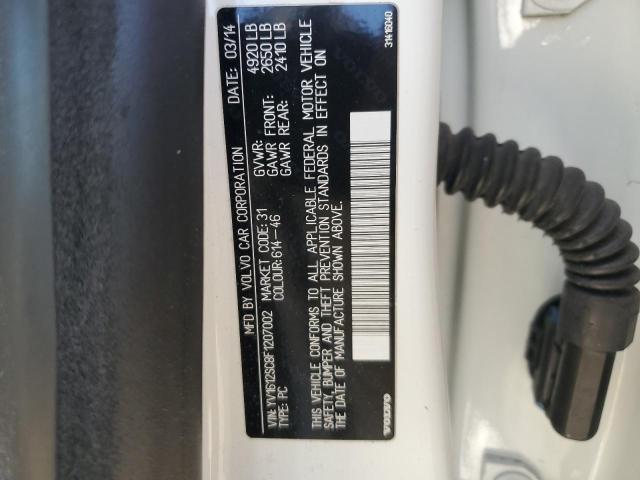 MFD BY VOLVO CAR CORPORATION DATE: 03/14
VIN: YV1612SC8F1207002 MARKET CODE: 31 GVWR: 4920 LB
TYPE: PC COLOUR: 614-46 GAWR FRONT: 2650 LB
GAWR REAR: 2410 LB
THIS VEHICLE CONFORMS TO ALL APPLICABLE FEDERAL MOTOR VEHICLE
SAFETY, BUMPER AND THEFT PREVENTION STANDARDS IN EFFECT ON
THE DATE OF MANUFACTURE SHOWN ABOVE.
VOLVO 31416040